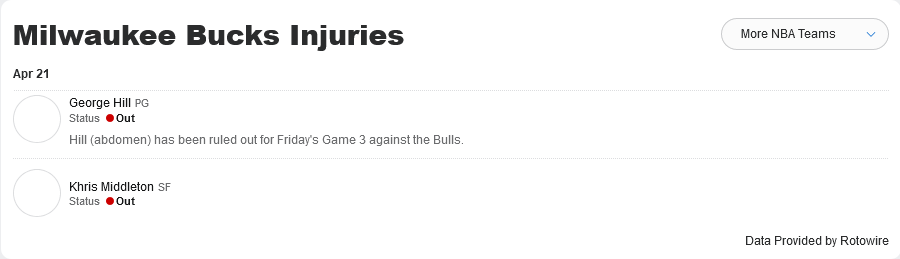 Milwaukee Bucks Injuries
More NBA Teams
Apr 21
George Hill PG
Status Out
Hill (abdomen) has been ruled out for Friday's Game 3 against the Bulls.
Khris Middleton SF
Status Out
Data Provided by Rotowire